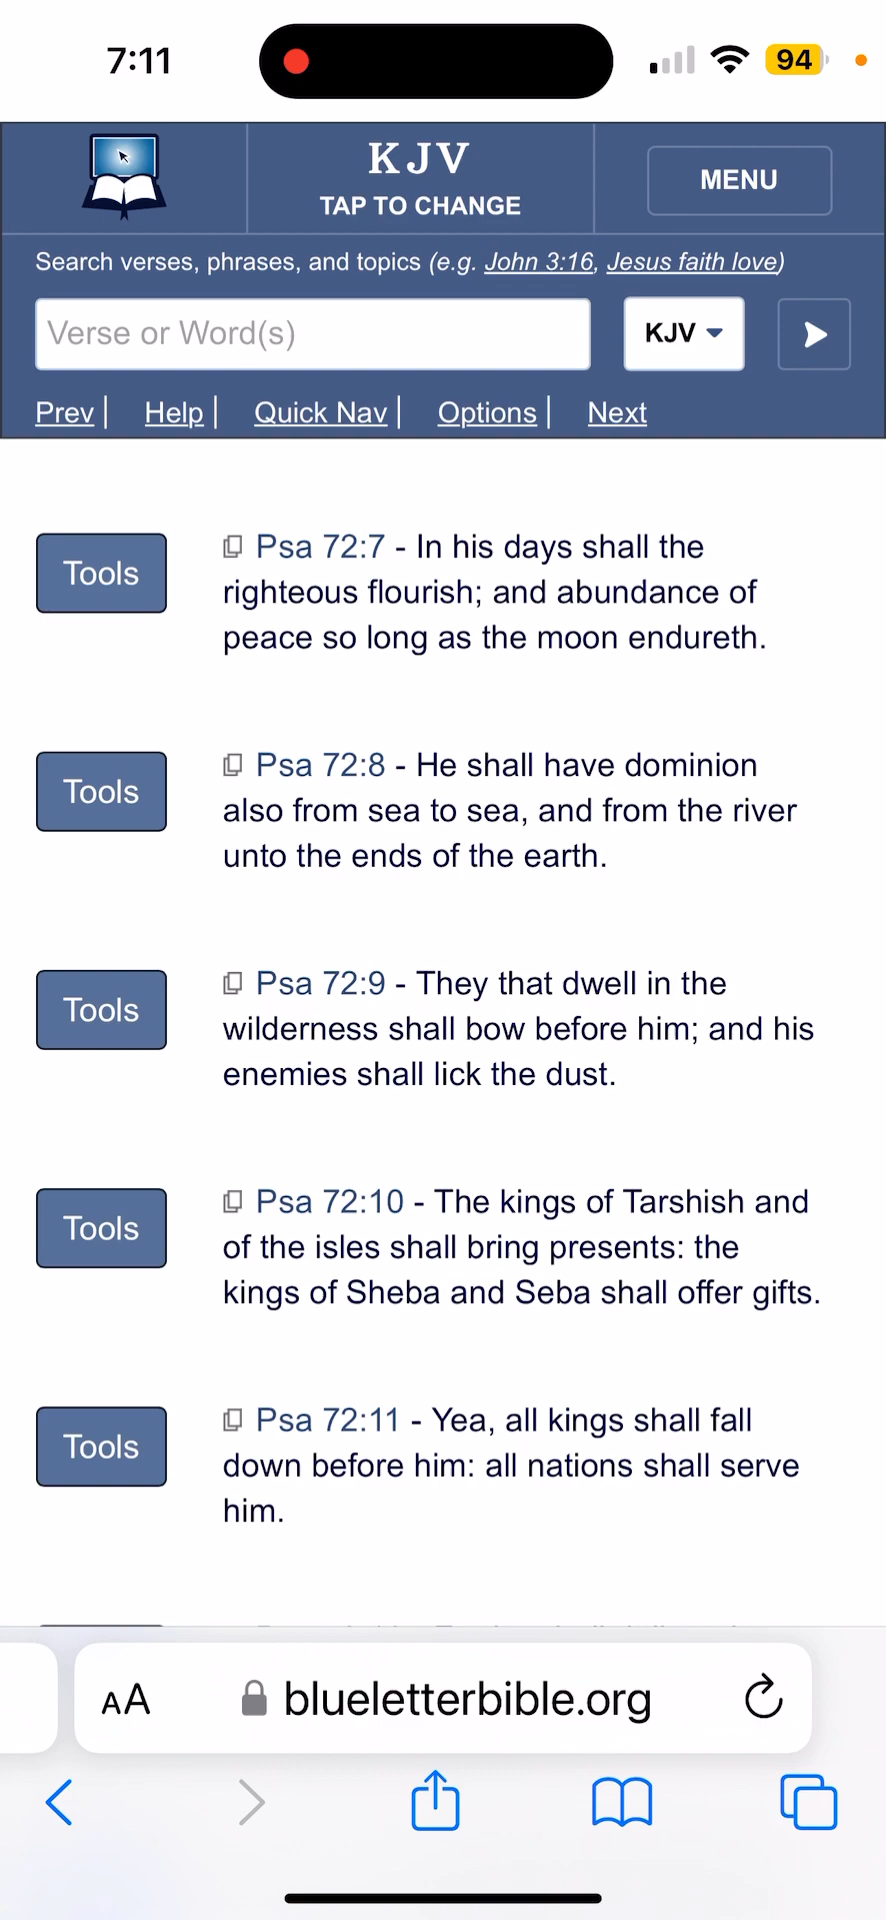 7:11
94
KJV
TAP TO CHANGE
MENU
Search verses, phrases, and topics (e.g. John 3:16, Jesus faith love)
Verse or Word(s)
KJV
Prev | Help | Quick Nav | Options | Next
Tools
Psa 72:7 - In his days shall the
righteous flourish; and abundance of
peace so long as the moon endureth.
Tools
Psa 72:8 - He shall have dominion
also from sea to sea, and from the river
unto the ends of the earth.
Tools
Psa 72:9 - They that dwell in the
wilderness shall bow before him; and his
enemies shall lick the dust.
Tools
Psa 72:10 - The kings of Tarshish and
of the isles shall bring presents: the
kings of Sheba and Seba shall offer gifts.
Tools
Psa 72:11 - Yea, all kings shall fall
down before him: all nations shall serve
him.
AA
blueletterbible.org